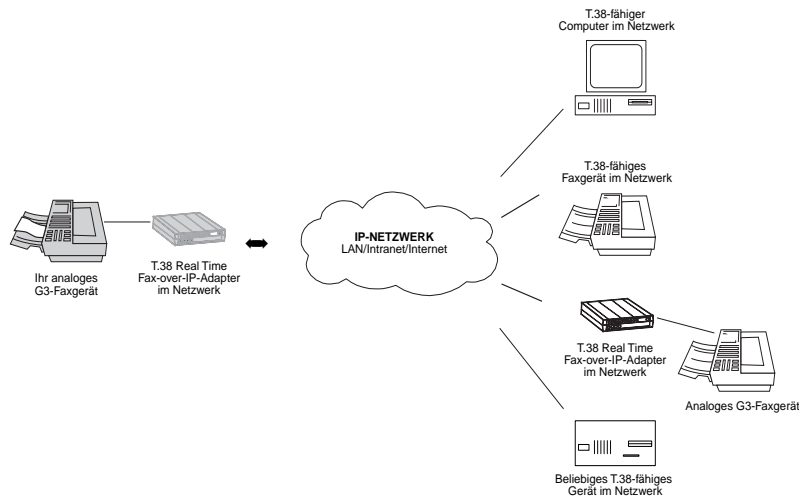 T.38-fähiger
Computer im Netzwerk
T.38-fähiges
Faxgerät im Netzwerk
IP-NETZWERK
LAN/Intranet/Internet
Ihr analoges
G3-Faxgerät
T.38 Real Time
Fax-over-IP-Adapter
im Netzwerk
T.38 Real Time
Fax-over-IP-Adapter
im Netzwerk
Analoges G3-Faxgerät
Beliebiges T.38-fähiges
Gerät im Netzwerk